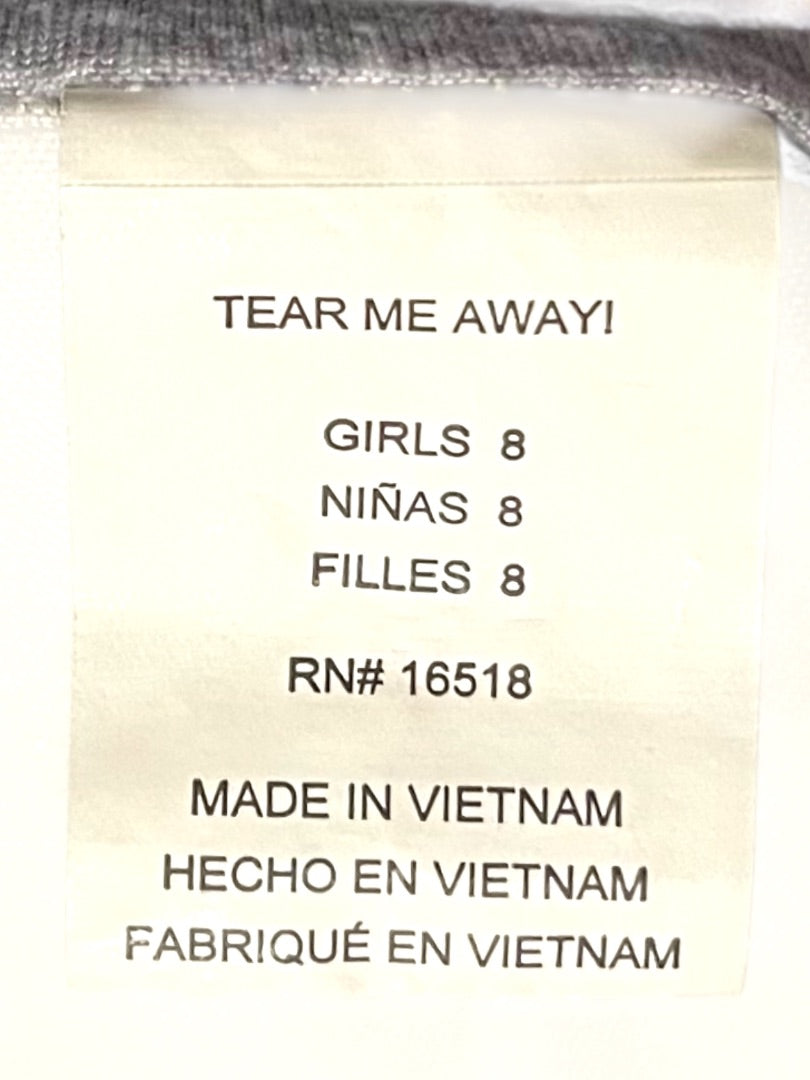 TEAR ME AWAY!
GIRLS 8
NIÑAS 8
FILLES 8
RN# 16518
MADE IN VIETNAM
HECHO EN VIETNAM
FABRIQUÉ EN VIETNAM